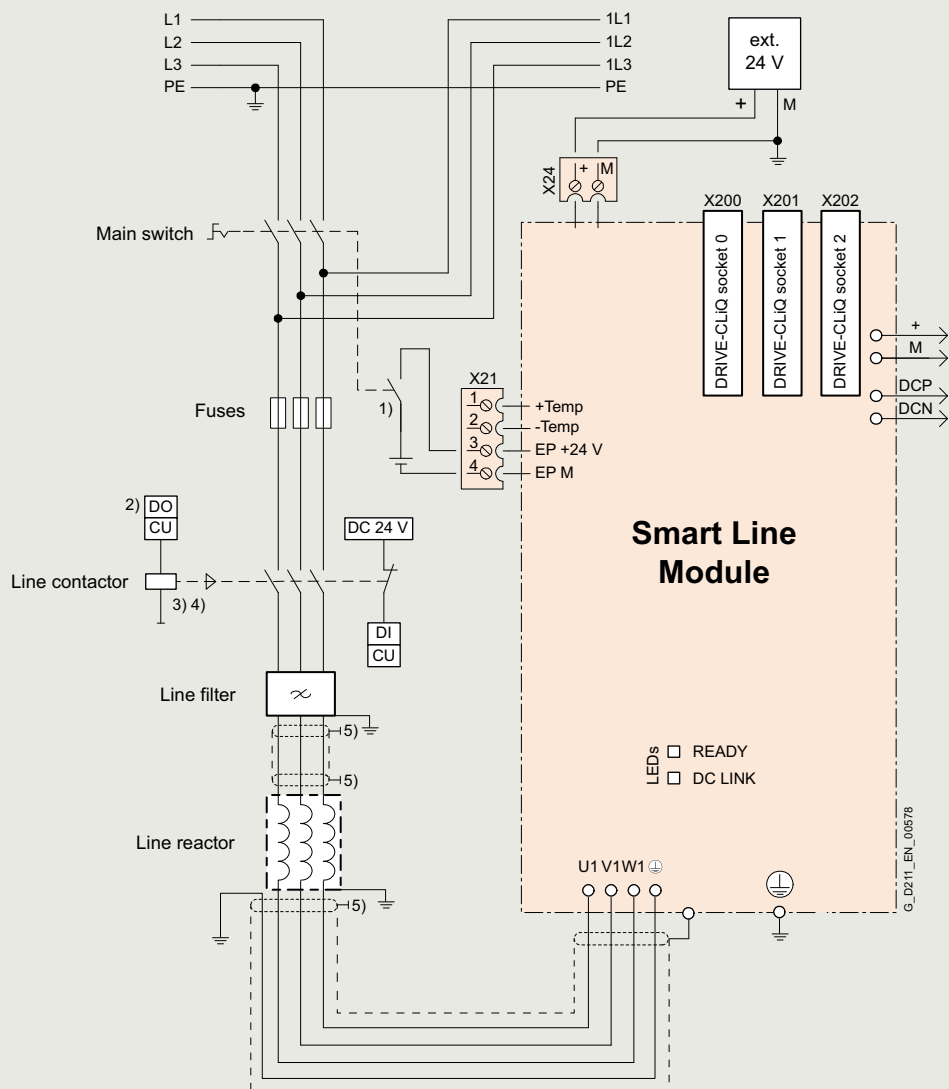 L1
1L1
L2
1L2
L3
1L3
PE
PE
ext.
24 V
+
M
X24
+
M
X200
X201
X202
DRIVE-CLiQ socket 0
DRIVE-CLiQ socket 1
DRIVE-CLiQ socket 2
Main switch
+
M
DCP
DCN
X21
1)
1
+Temp
2
-Temp
3
EP +24 V
4
EP M
Fuses
2)
DO
CU
DC 24 V
Smart Line
Module
Line contactor
3) 4)
DI
CU
Line filter
5)
5)
LEDs
READY
DC LINK
Line reactor
5)
U1 V1 W1
G_D211_EN_00578